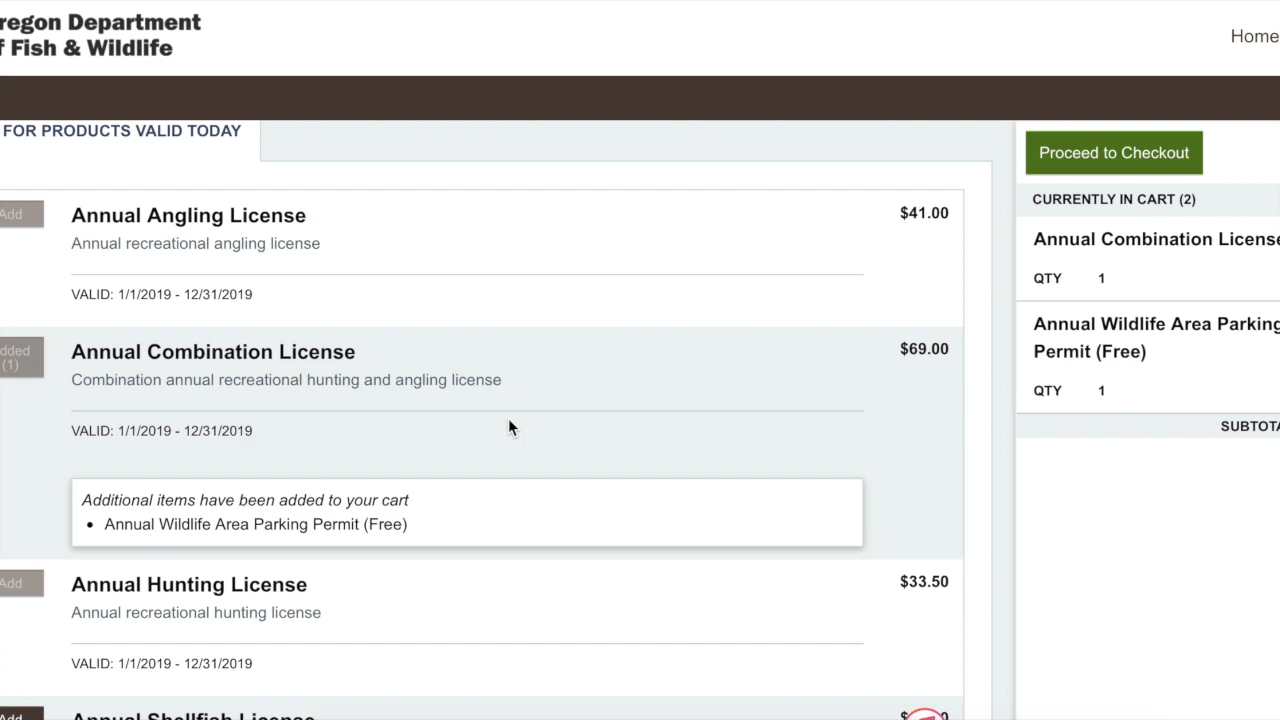 regon Department
f Fish & Wildlife
Home
FOR PRODUCTS VALID TODAY
Add
Annual Angling License
$41.00
Annual recreational angling license
VALID: 1/1/2019 - 12/31/2019
dded
(1)
Annual Combination License
$69.00
Combination annual recreational hunting and angling license
VALID: 1/1/2019 - 12/31/2019
Additional items have been added to your cart
• Annual Wildlife Area Parking Permit (Free)
Add
Annual Hunting License
$33.50
Annual recreational hunting license
VALID: 1/1/2019 - 12/31/2019
Add
Annual Shellfish License
Proceed to Checkout
CURRENTLY IN CART (2)
Annual Combination License
QTY 1
Annual Wildlife Area Parking
Permit (Free)
QTY 1
SUBTOTA